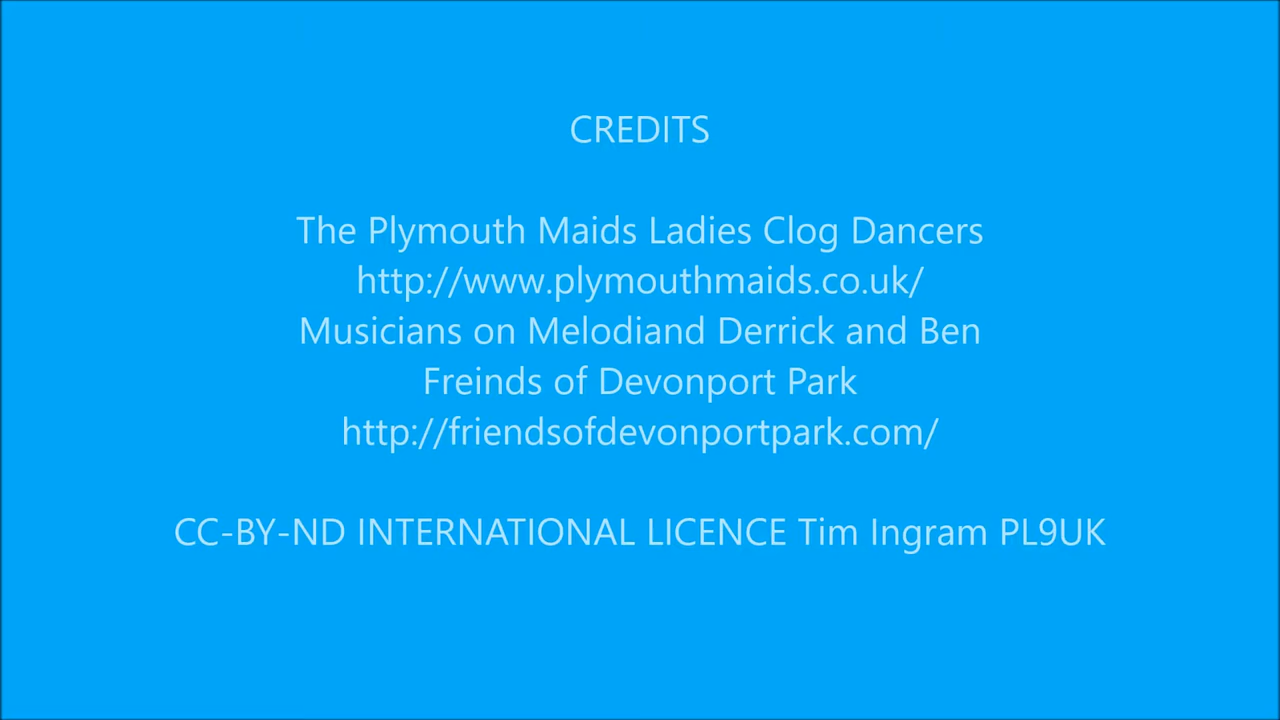 CREDITS
The Plymouth Maids Ladies Clog Dancers
http://www.plymouthmaids.co.uk/
Musicians on Melodiand Derrick and Ben
Freinds of Devonport Park
http://friendsofdevonportpark.com/
CC-BY-ND INTERNATIONAL LICENCE Tim Ingram PL9UK